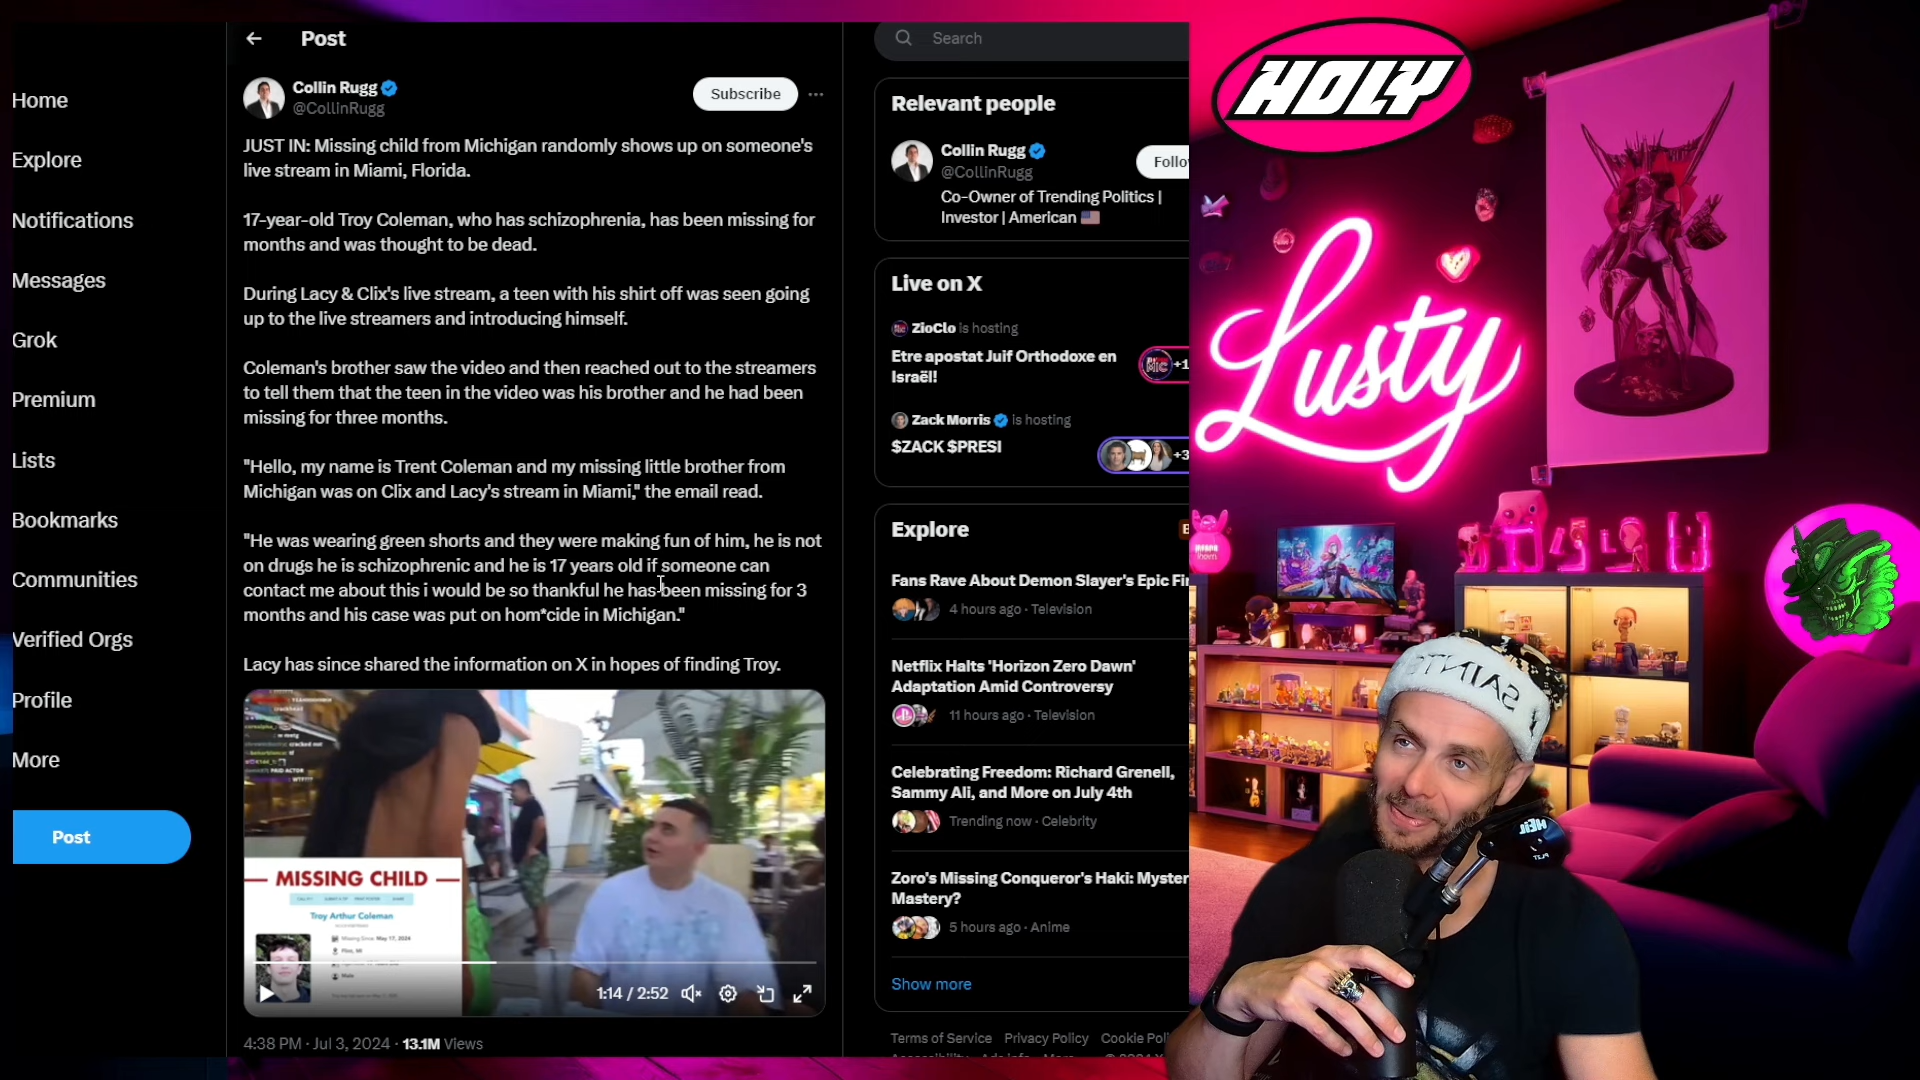 Home
Explore
Notifications
Messages
Grok
Premium
Lists
Bookmarks
Communities
Verified Orgs
Profile
More
Post
Post
Collin Rugg
@CollinRugg
Subscribe
JUST IN: Missing child from Michigan randomly shows up on someone's
live stream in Miami, Florida.
17-year-old Troy Coleman, who has schizophrenia, has been missing for
months and was thought to be dead.
During Lacy & Clix's live stream, a teen with his shirt off was seen going
up to the live streamers and introducing himself.
Coleman's brother saw the video and then reached out to the streamers
to tell them that the teen in the video was his brother and he had been
missing for three months.
"Hello, my name is Trent Coleman and my missing little brother from
Michigan was on Clix and Lacy's stream in Miami," the email read.
"He was wearing green shorts and they were making fun of him, he is not
on drugs he is schizophrenic and he is 17 years old if someone can
contact me about this i would be so thankful he has been missing for 3
months and his case was put on hom*cide in Michigan."
Lacy has since shared the information on X in hopes of finding Troy.
MISSING CHILD
Troy Arthur Coleman
Missing Since: May 17, 2024
Male
1:14 / 2:52
4:38 PM · Jul 3, 2024 · 13.1M Views
Search
Relevant people
Collin Rugg
@CollinRugg
Follo
Co-Owner of Trending Politics |
Investor | American
Live on X
ZioClo is hosting
Etre apostat Juif Orthodoxe en
Israël!
+1
Zack Morris is hosting
$ZACK $PRESI
+3
Explore
Fans Rave About Demon Slayer's Epic Fi
4 hours ago · Television
Netflix Halts 'Horizon Zero Dawn'
Adaptation Amid Controversy
11 hours ago · Television
Celebrating Freedom: Richard Grenell,
Sammy Ali, and More on July 4th
Trending now · Celebrity
Zoro's Missing Conqueror's Haki: Myster
Mastery?
5 hours ago · Anime
Show more
Terms of Service Privacy Policy Cookie Pol
HOLY
Lusty
SAINT